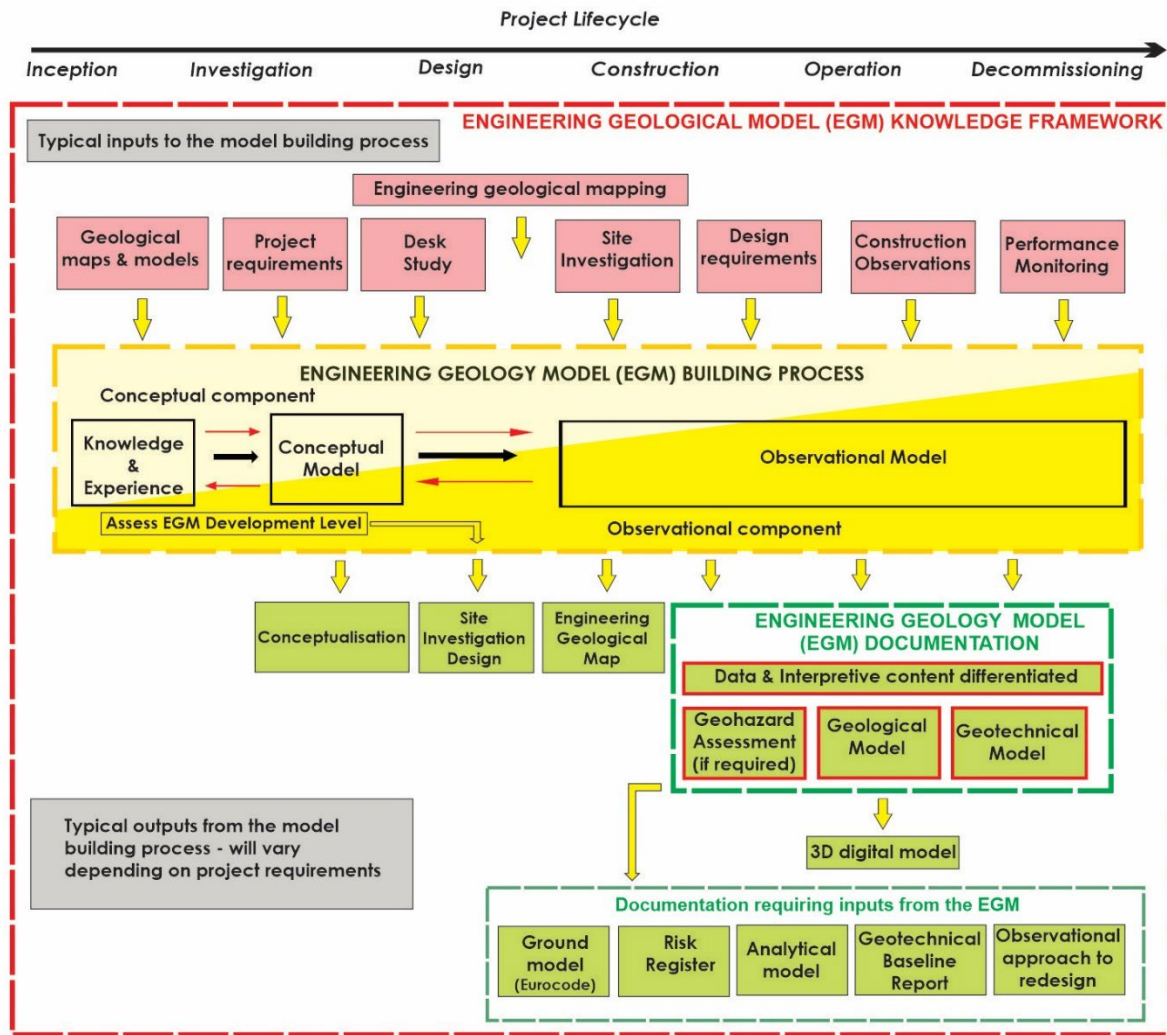 Project Lifecycle
Inception Investigation Design Construction Operation Decommissioning
ENGINEERING GEOLOGICAL MODEL (EGM) KNOWLEDGE FRAMEWORK
Typical inputs to the model building process
Engineering geological mapping
Geological
maps & models
Project
requirements
Desk
Study
Site
Investigation
Design
requirements
Construction
Observations
Performance
Monitoring
ENGINEERING GEOLOGY MODEL (EGM) BUILDING PROCESS
Conceptual component
Knowledge
&
Experience
Conceptual
Model
Observational Model
Assess EGM Development Level
Observational component
Conceptualisation
Site
Investigation
Design
Engineering
Geological
Map
ENGINEERING GEOLOGY MODEL
(EGM) DOCUMENTATION
Data & Interpretive content differentiated
Geohazard
Assessment
(if required)
Geological
Model
Geotechnical
Model
Typical outputs from the model
building process - will vary
depending on project requirements
3D digital model
Documentation requiring inputs from the EGM
Ground
model
(Eurocode)
Risk
Register
Analytical
model
Geotechnical
Baseline
Report
Observational
approach to
redesign